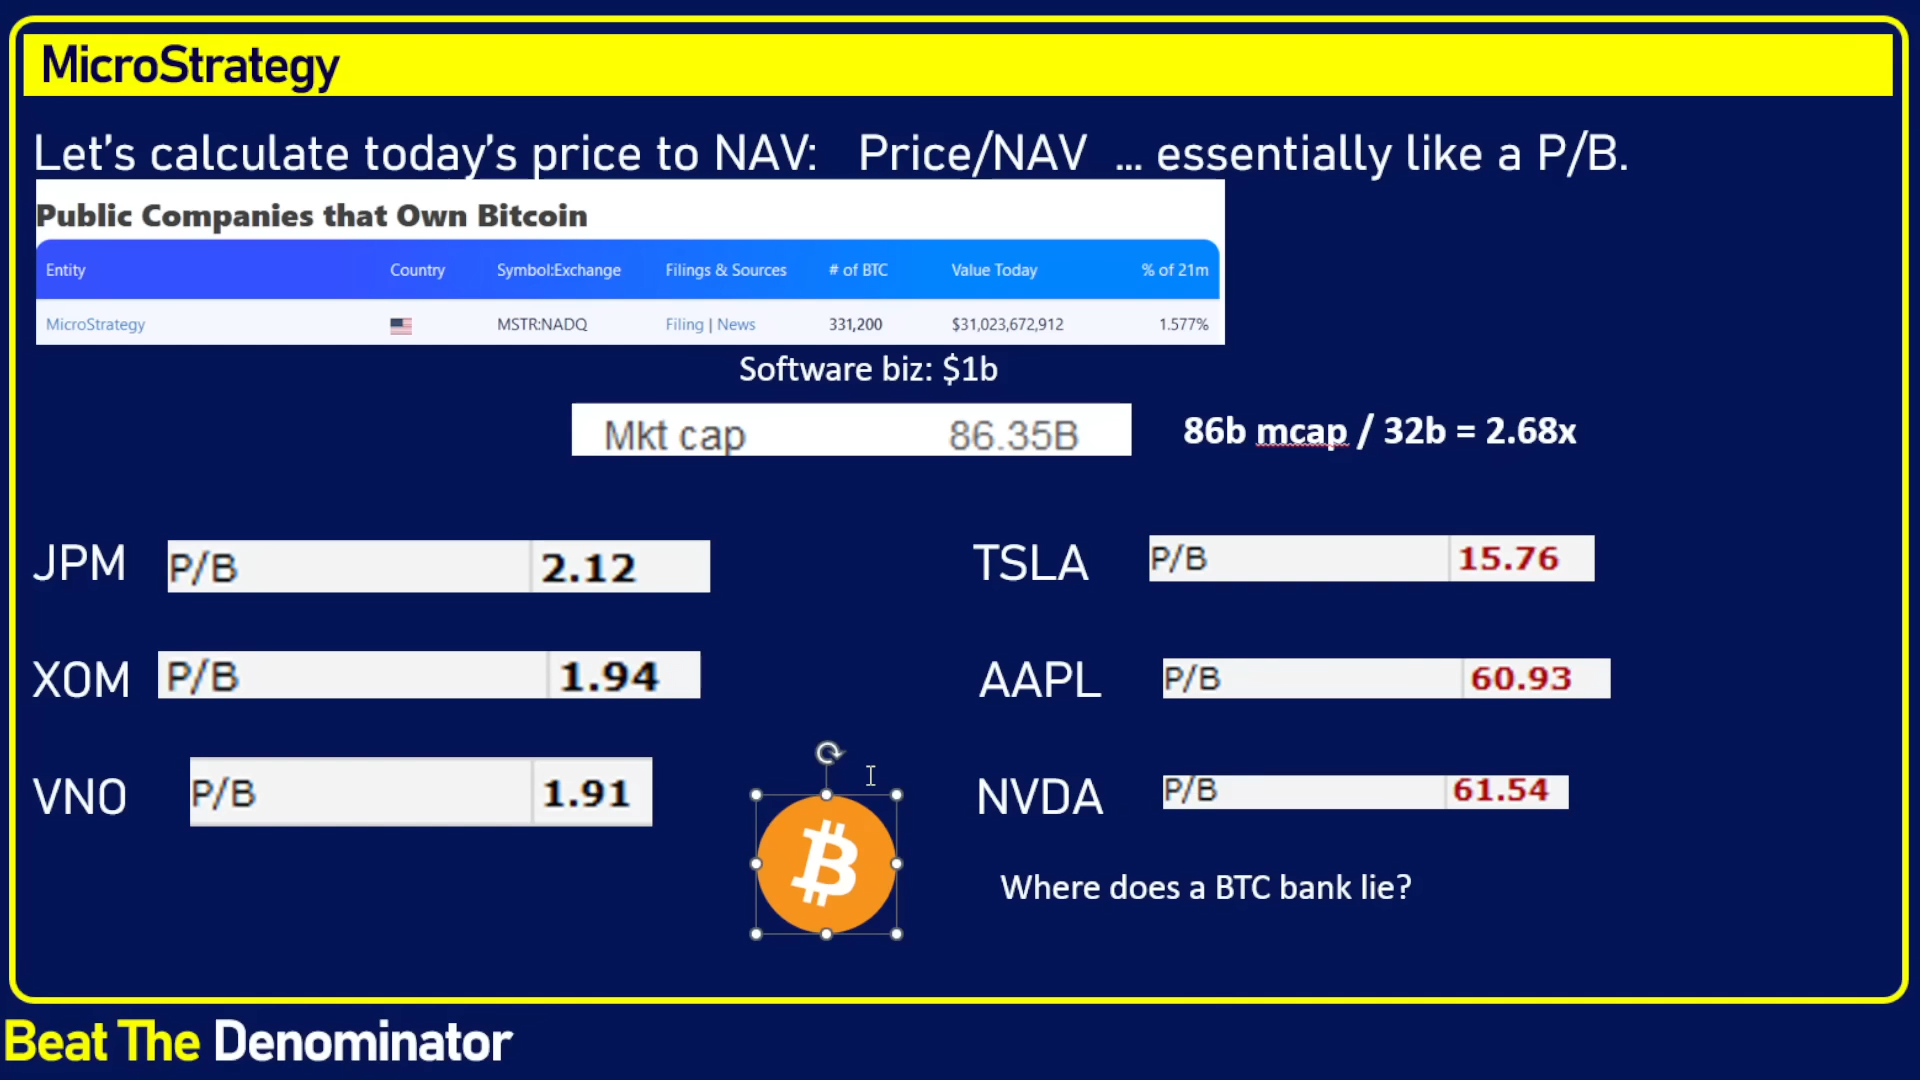 MicroStrategy
Let's calculate today's price to NAV: Price/NAV ... essentially like a P/B.
Public Companies that Own Bitcoin
Entity Country Symbol:Exchange Filings & Sources # of BTC Value Today % of 21m
MicroStrategy MSTR:NADQ Filing | News 331,200 $31,023,672,912 1.577%
Software biz: $1b
Mkt cap 86.35B
86b mcap / 32b = 2.68x
JPM P/B 2.12
TSLA P/B 15.76
XOM P/B 1.94
AAPL P/B 60.93
VNO P/B 1.91
NVDA P/B 61.54
Where does a BTC bank lie?
Beat The Denominator